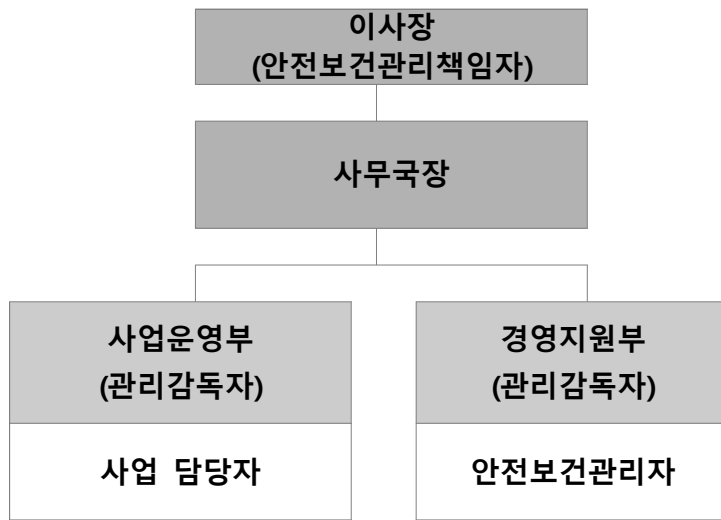 이사장
(안전보건관리책임자)
사무국장
사업운영부
(관리감독자)
사업 담당자
경영지원부
(관리감독자)
안전보건관리자